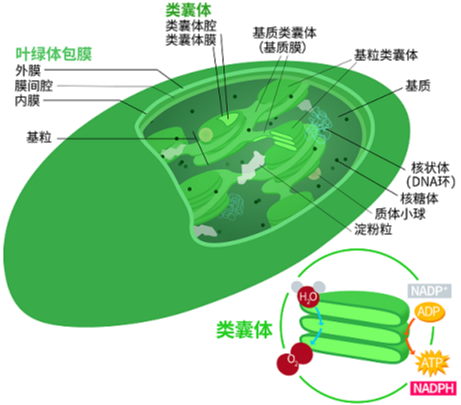 类囊体
类囊体腔
类囊体膜
基质类囊体
(基质膜)
基粒类囊体
叶绿体包膜
外膜
膜间腔
内膜
基质
基粒
核状体
(DNA环)
核糖体
质体小球
淀粉粒
类囊体
H₂O
O₂
NADP⁺
ADP
ATP
NADPH